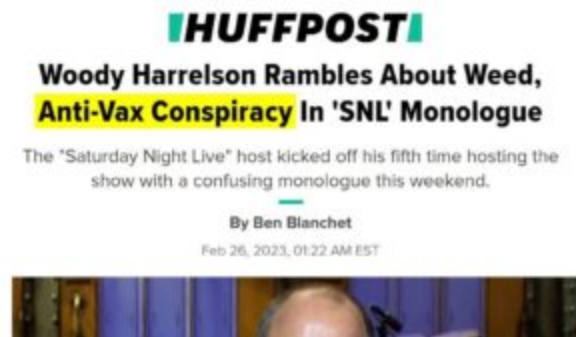 HUFFPOST
Woody Harrelson Rambles About Weed,
Anti-Vax Conspiracy In 'SNL' Monologue
The "Saturday Night Live" host kicked off his fifth time hosting the
show with a confusing monologue this weekend.
By Ben Blanchet
Feb 26, 2023, 01:22 AM EST